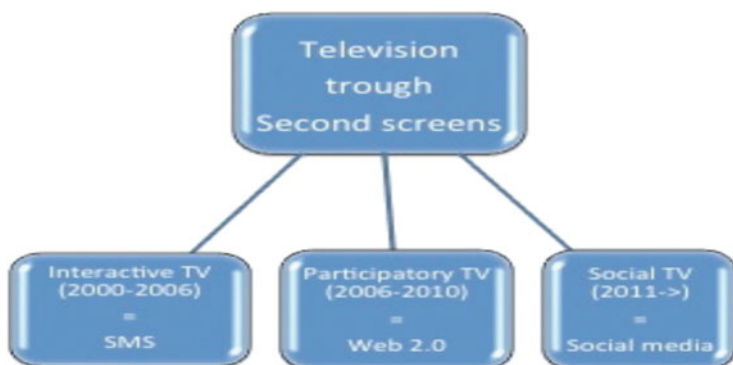 Television
trough
Second screens
Interactive TV
(2000-2006)
=
SMS
Participatory TV
(2006-2010)
=
Web 2.0
Social TV
(2011->)
=
Social media